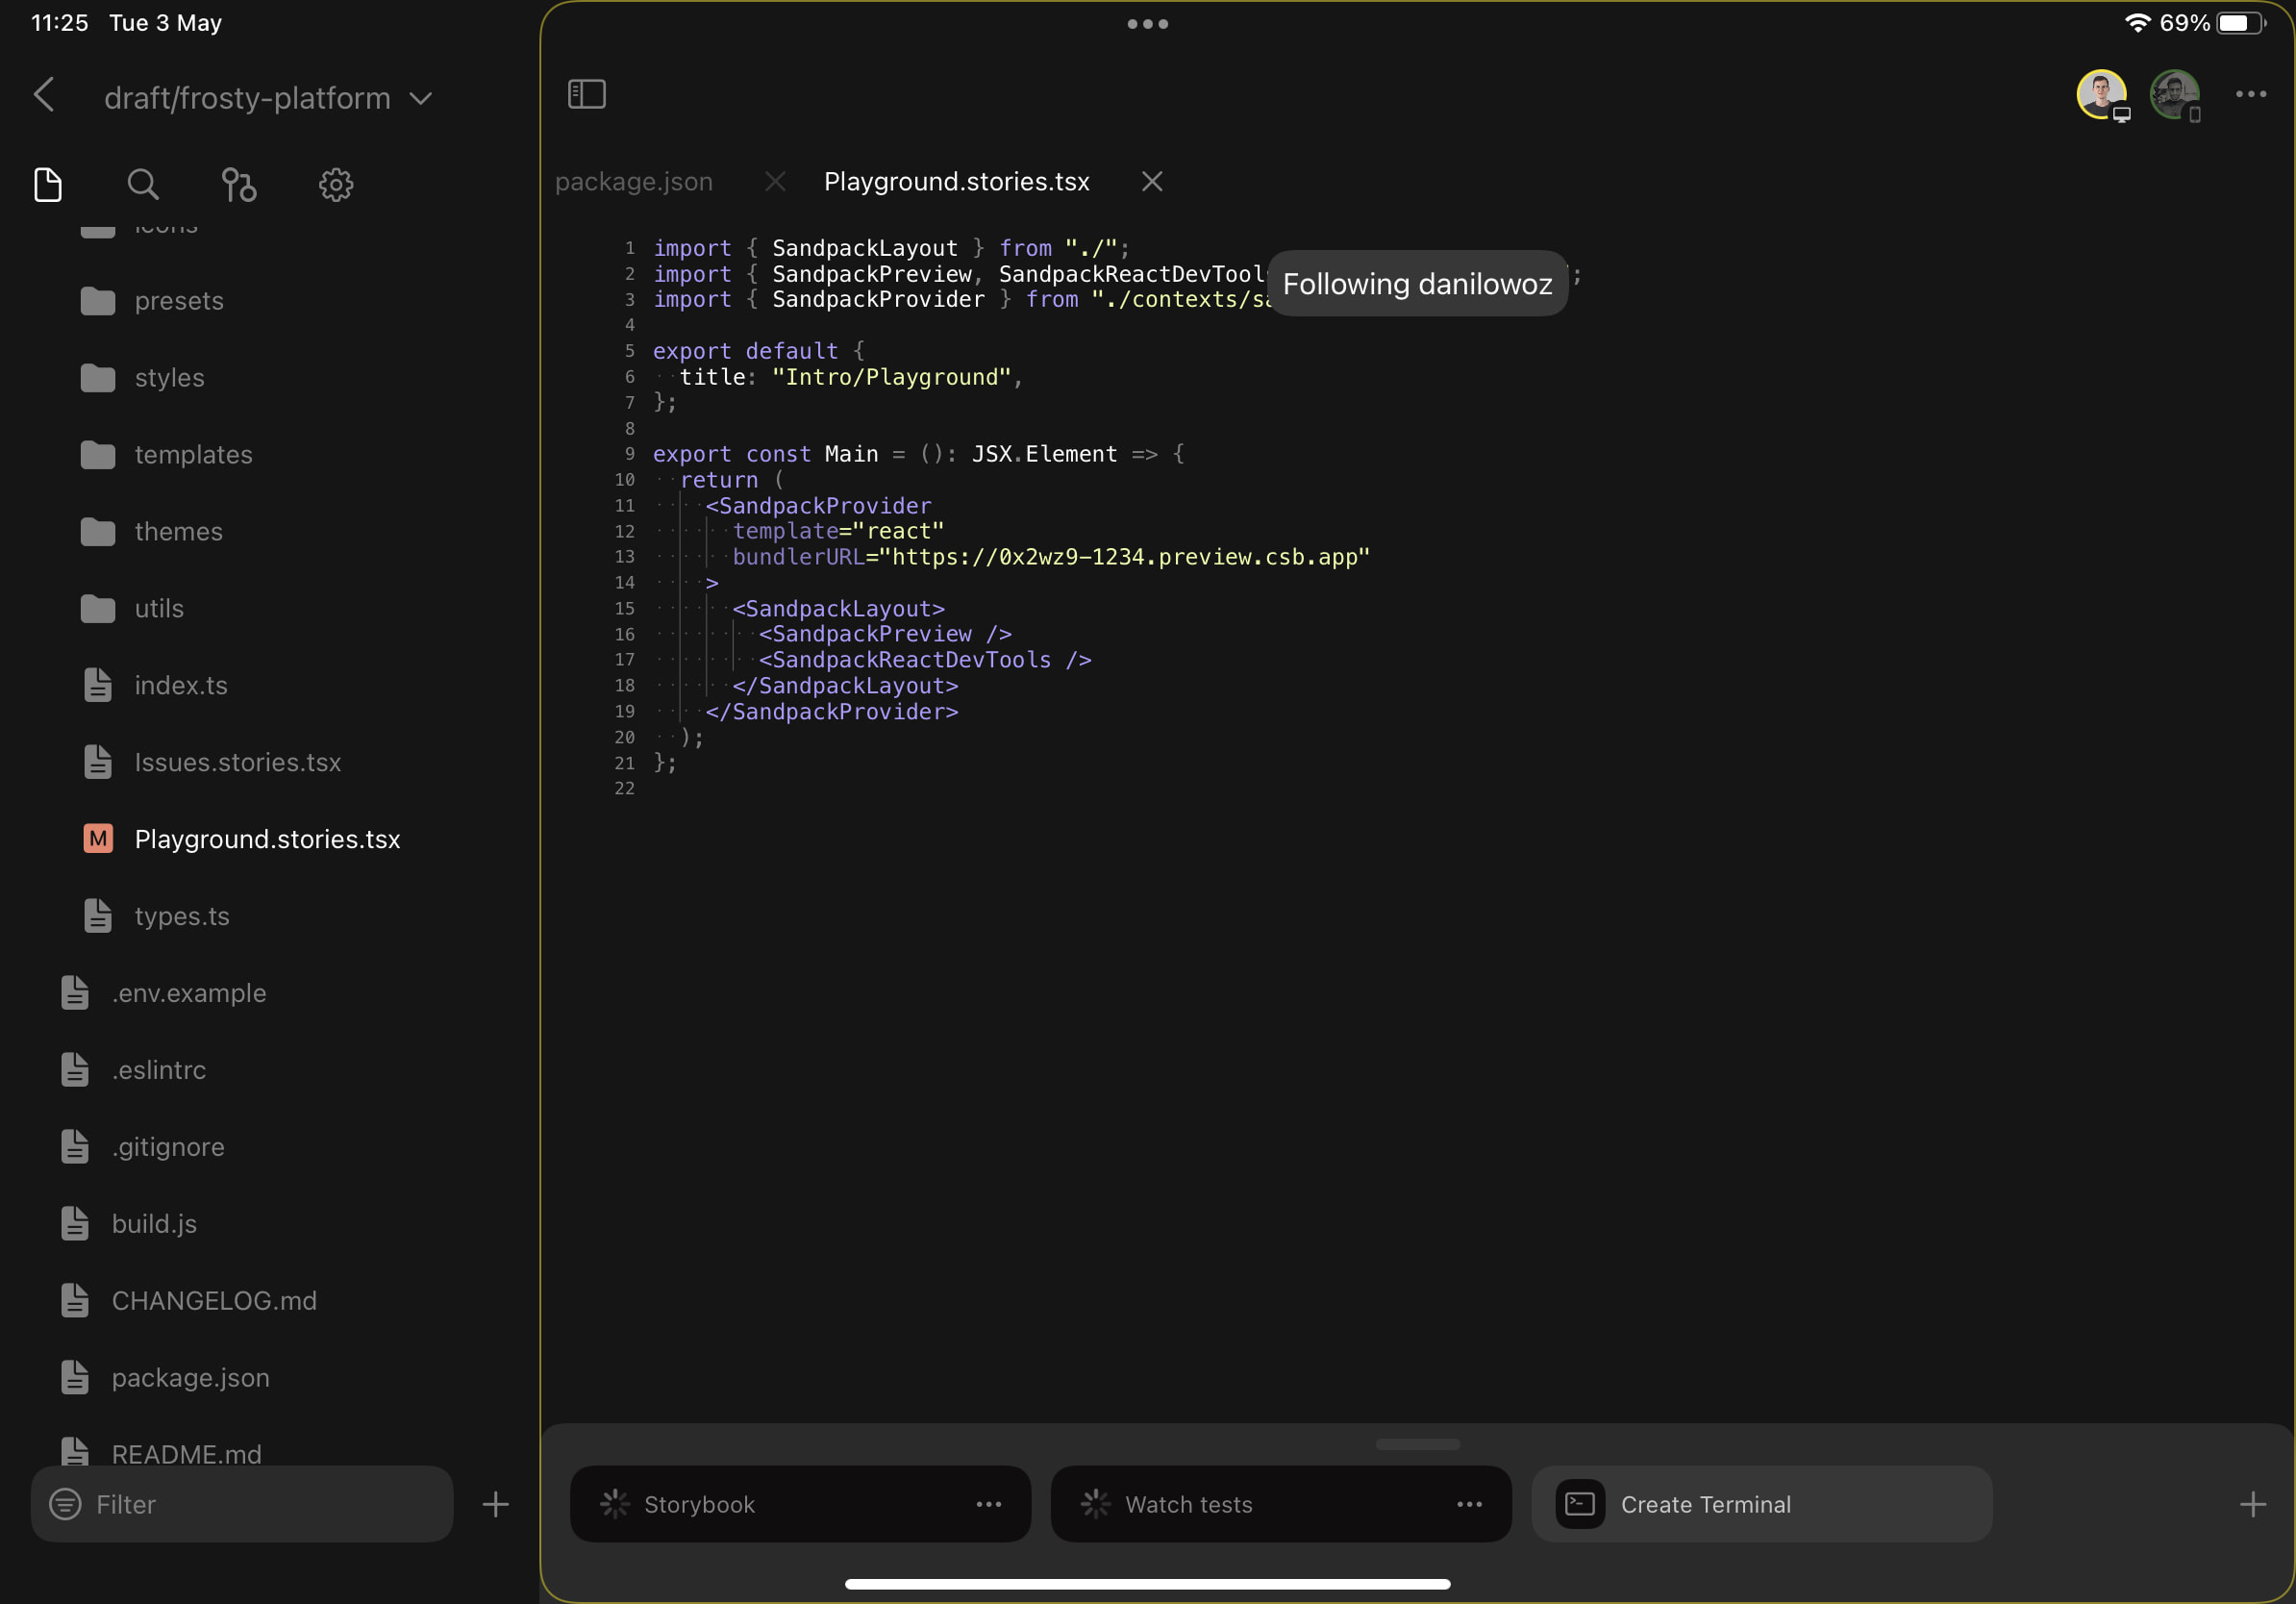 11:25 Tue 3 May
69%
draft/frosty-platform
icons
presets
styles
templates
themes
utils
index.ts
Issues.stories.tsx
M Playground.stories.tsx
types.ts
.env.example
.eslintrc
.gitignore
build.js
CHANGELOG.md
package.json
README.md
Filter
package.json
Playground.stories.tsx
1 import { SandpackLayout } from "./";
2 import { SandpackPreview, SandpackReactDevTools ;
3 import { SandpackProvider } from "./contexts/sa
Following danilowoz
4
5 export default {
6 title: "Intro/Playground",
7 };
8
9 export const Main = (): JSX.Element => {
10 return (
11 <SandpackProvider
12 template="react"
13 bundlerURL="https://0x2wz9-1234.preview.csb.app"
14 >
15 <SandpackLayout>
16 <SandpackPreview />
17 <SandpackReactDevTools />
18 </SandpackLayout>
19 </SandpackProvider>
20 );
21 };
22
Storybook
Watch tests
Create Terminal